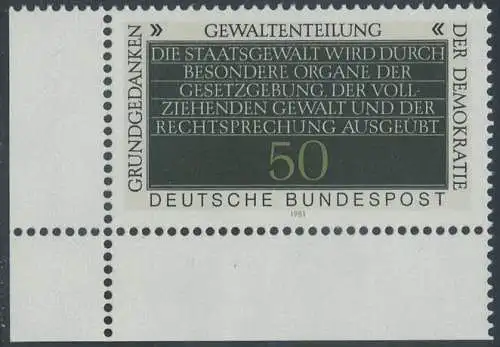 GRUNDGEDANKEN
» GEWALTENTEILUNG «
DER DEMOKRATIE
DIE STAATSGEWALT WIRD DURCH
BESONDERE ORGANE DER
GESETZGEBUNG, DER VOLL-
ZIEHENDEN GEWALT UND DER
RECHTSPRECHUNG AUSGEÜBT
50
DEUTSCHE BUNDESPOST
1981